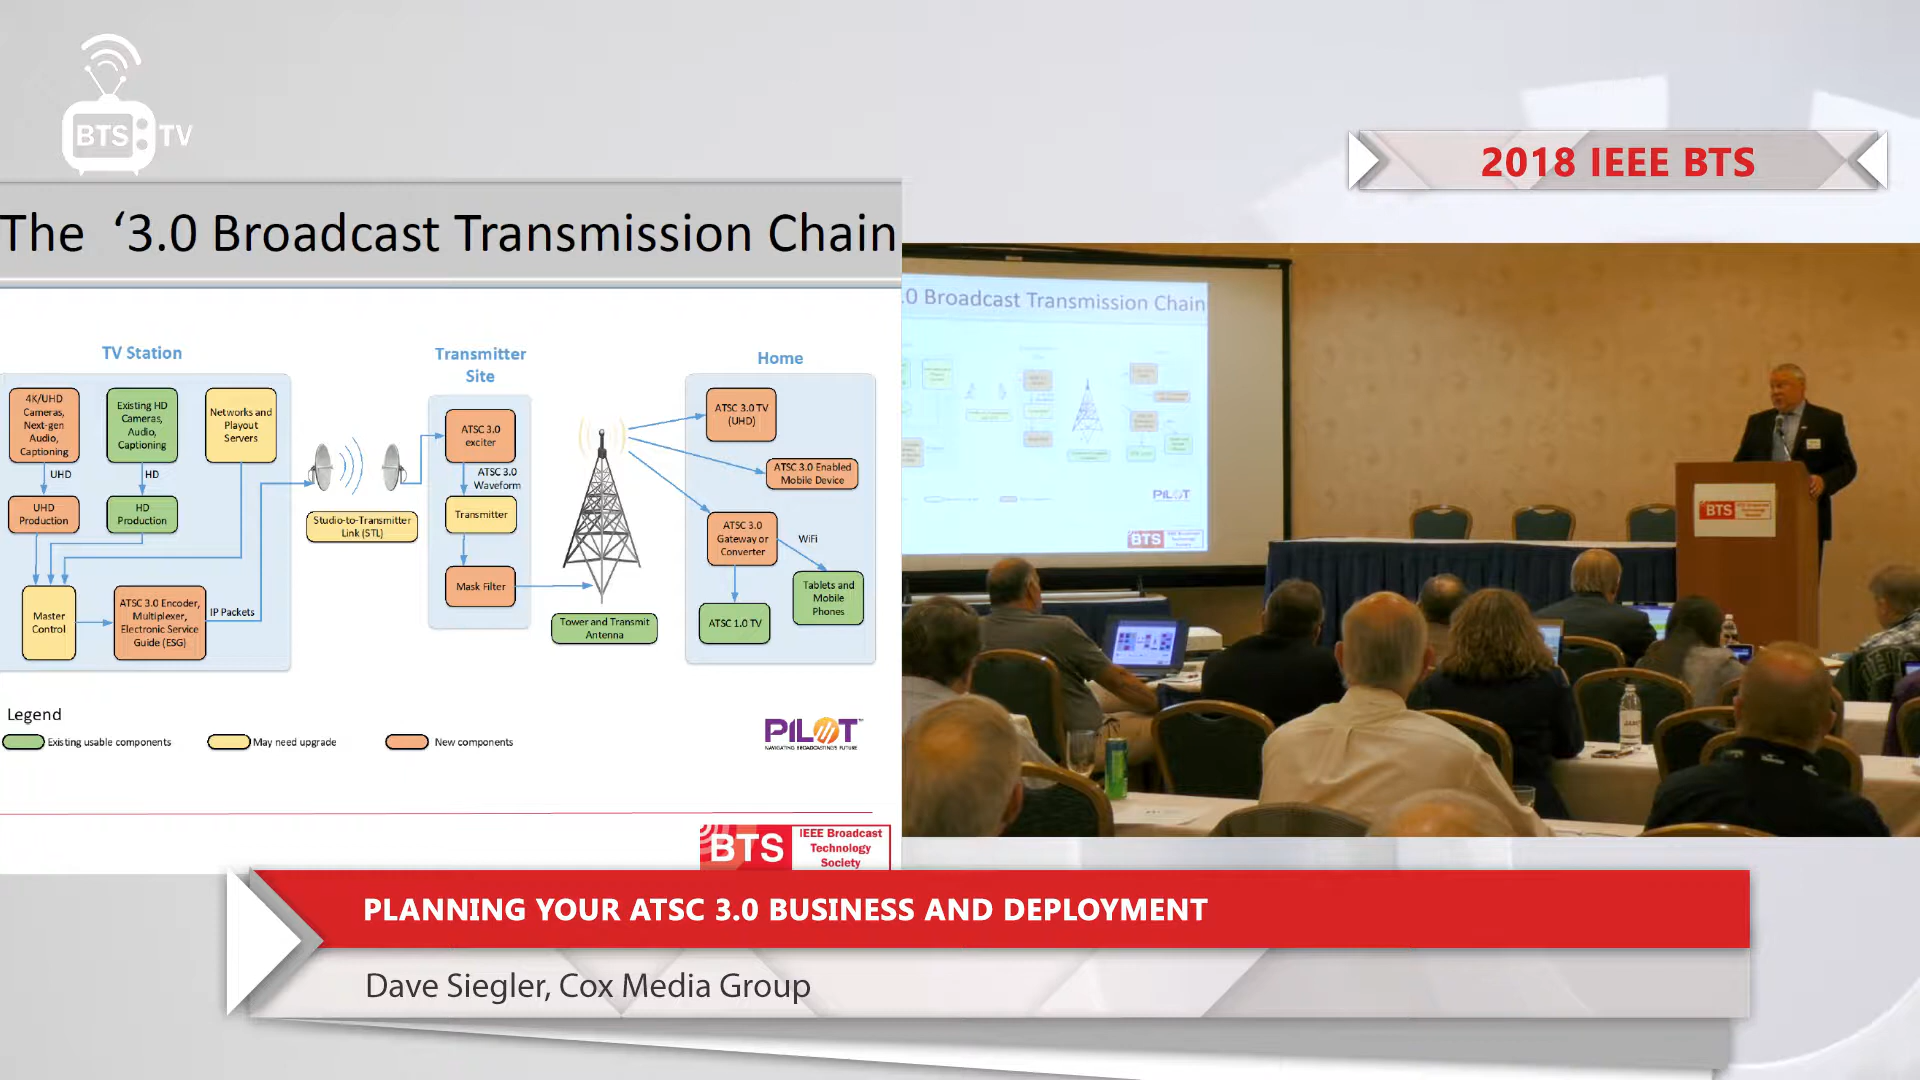 BTS TV
2018 IEEE BTS
The ‘3.0 Broadcast Transmission Chain
TV Station
Transmitter
Site
Home
4K/UHD
Cameras,
Next-gen
Audio,
Captioning
Existing HD
Cameras,
Audio,
Captioning
Networks and
Playout
Servers
UHD
HD
UHD
Production
HD
Production
Master
Control
ATSC 3.0 Encoder,
Multiplexer,
Electronic Service
Guide (ESG)
IP Packets
Studio-to-Transmitter
Link (STL)
ATSC 3.0
exciter
ATSC 3.0
Waveform
Transmitter
Mask Filter
Tower and Transmit
Antenna
ATSC 3.0 TV
(UHD)
ATSC 3.0 Enabled
Mobile Device
ATSC 3.0
Gateway or
Converter
WiFi
Tablets and
Mobile
Phones
ATSC 1.0 TV
Legend
Existing usable components
May need upgrade
New components
PILOT™
NAVIGATING BROADCASTING'S FUTURE
BTS
IEEE Broadcast
Technology
Society
.0 Broadcast Transmission Chain
PILOT
BTS
BTS
PLANNING YOUR ATSC 3.0 BUSINESS AND DEPLOYMENT
Dave Siegler, Cox Media Group